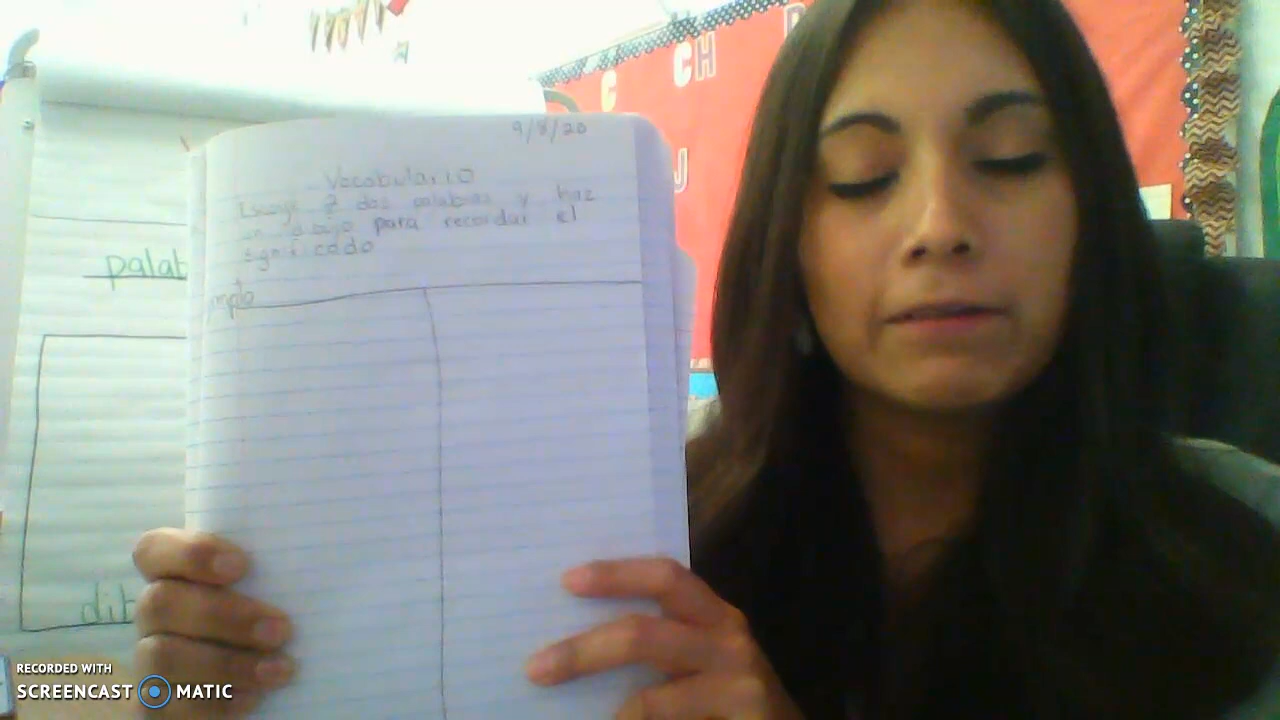 C
CH
J
9/8/20
Vocabulario
Escoge 2 dos palabras y haz
un dibujo para recordar el
significado
palab
dib
RECORDED WITH
SCREENCAST MATIC